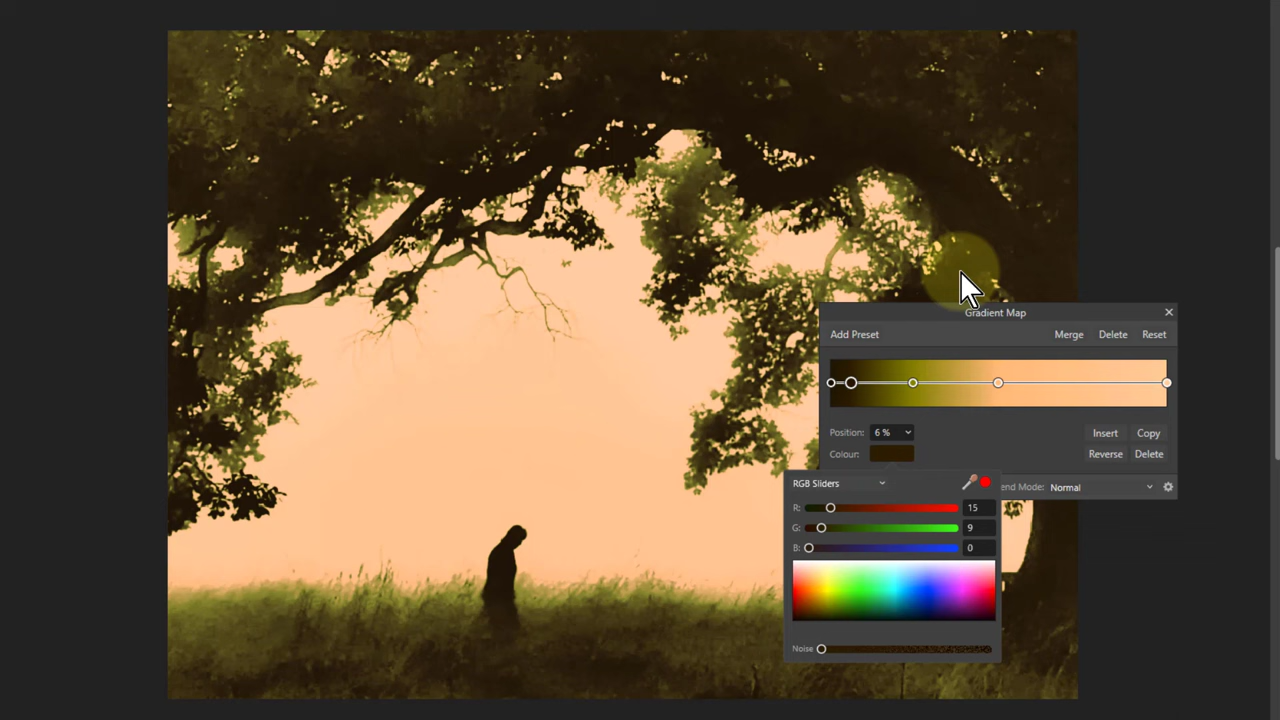 Gradient Map
Add Preset Merge Delete Reset
Position: 6 % Insert Copy
Colour: Reverse Delete
RGB Sliders end Mode: Normal
R: 15
G: 9
B: 0
Noise